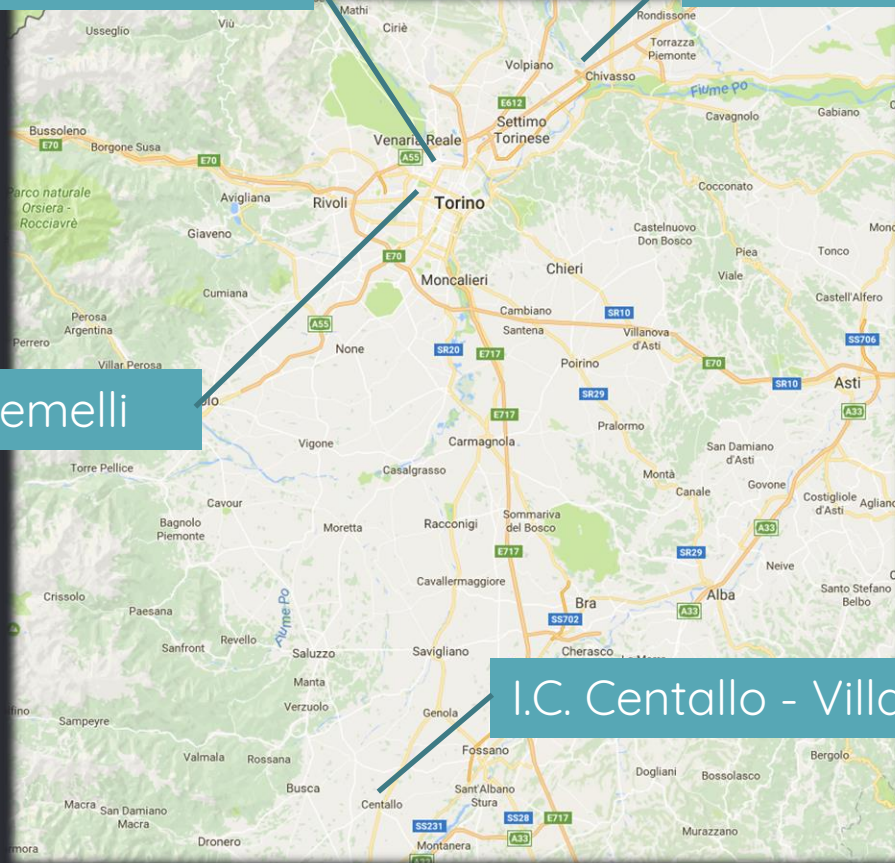 Mathi
Rondissone
Usseglio
Viù
Ciriè
Torrazza
Piemonte
Volpiano
Chivasso
Fiume Po
E612
Cavagnolo
Gabiano
Settimo
Torinese
Bussoleno
E70
Borgone Susa
E70
Venaria Reale
A55
Parco naturale
Orsiera -
Rocciavrè
Avigliana
Rivoli
Torino
Cocconato
Giaveno
Castelnuovo
Don Bosco
E70
Piea
Tonco
Moncalieri
Chieri
Viale
Cumiana
Castell'Alfero
Perosa
Argentina
A55
Cambiano
SR10
Santena
Villanova
d'Asti
Perrero
None
SR20
E717
SS706
Villar Perosa
Poirino
E70
SR10
Asti
SR29
emelli
E717
A33
Pralormo
Vigone
Carmagnola
San Damiano
d'Asti
Torre Pellice
Casalgrasso
Montà
Canale
Govone
Costigliole
d'Asti
Cavour
Bagnolo
Piemonte
Moretta
Racconigi
Sommariva
del Bosco
A33
E717
SR29
Neive
Cavallermaggiore
Crissolo
Fiume Po
Paesana
Bra
Alba
Santo Stefano
Belbo
SS702
A33
Sanfront
Revello
Saluzzo
Savigliano
Cherasco
Manta
I.C. Centallo - Villa
Verzuolo
Genola
Sampeyre
Fossano
Valmala
Rossana
Bergolo
Dogliani
Bossolasco
Busca
Sant'Albano
Stura
Macra
San Damiano
Macra
Centallo
SS231
SS28
E717
Murazzano
Dronero
Montanera
A33